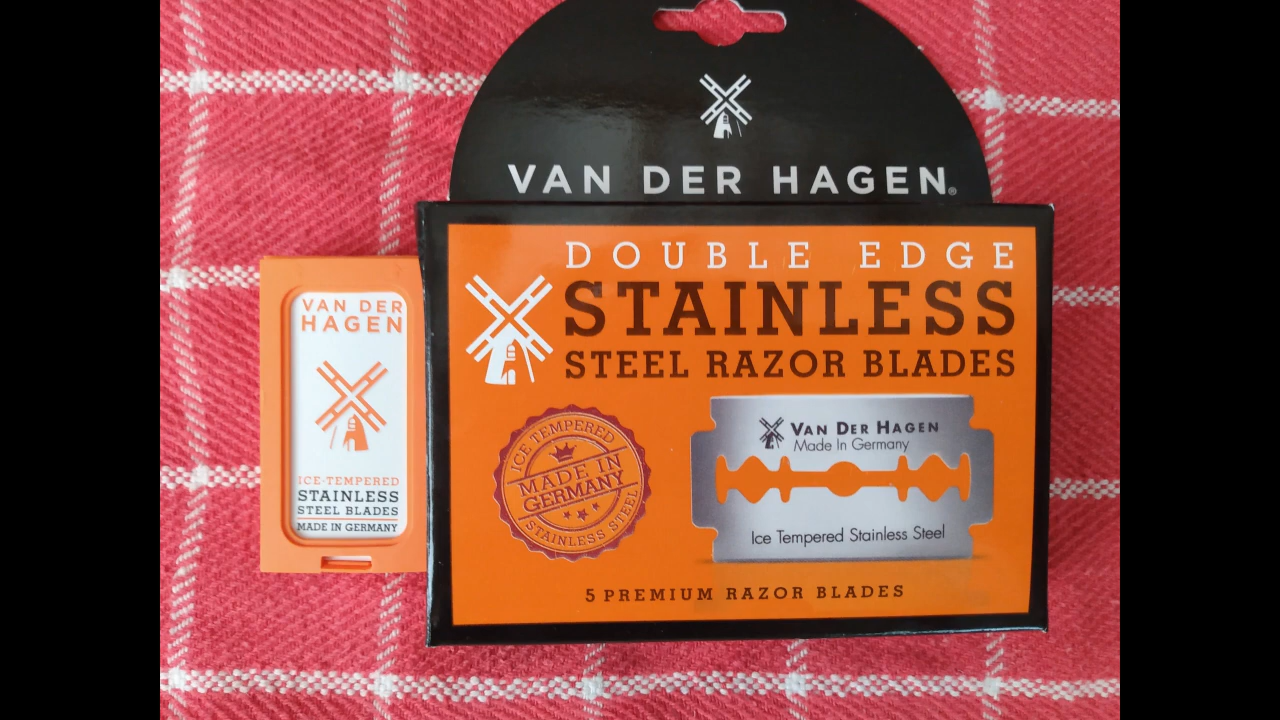 VAN DER HAGEN®
DOUBLE EDGE
STAINLESS
STEEL RAZOR BLADES
VAN DER
HAGEN
ICE-TEMPERED
STAINLESS
STEEL BLADES
MADE IN GERMANY
ICE TEMPERED
MADE IN
GERMANY
STAINLESS STEEL
VAN DER HAGEN
Made In Germany
Ice Tempered Stainless Steel
5 PREMIUM RAZOR BLADES